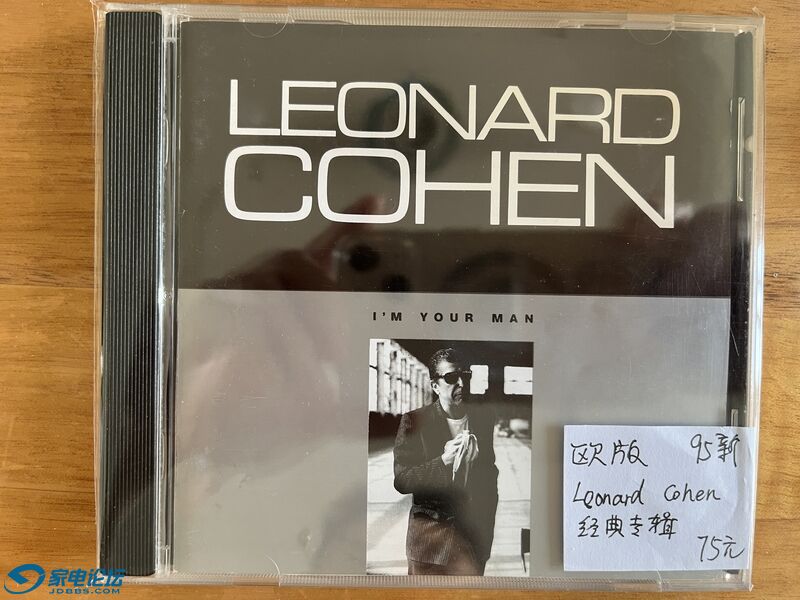 LEONARD
COHEN
I'M YOUR MAN
欧版 95新
Leonard Cohen
经典专辑
75元
家电论坛
JDBBS.COM